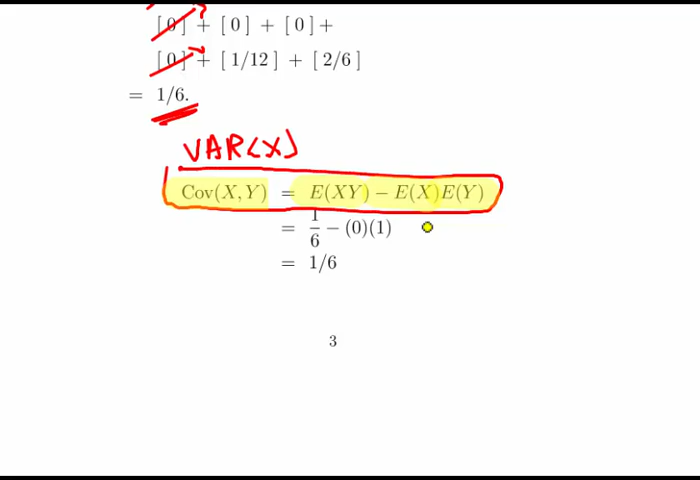 [ 0 ] + [ 0 ] + [ 0 ] +
[ 0 ] + [ 1/12 ] + [ 2/6 ]
= 1/6.
VAR(X)
Cov(X, Y) = E(XY) − E(X)E(Y)
= 1/6 − (0)(1)
= 1/6
3